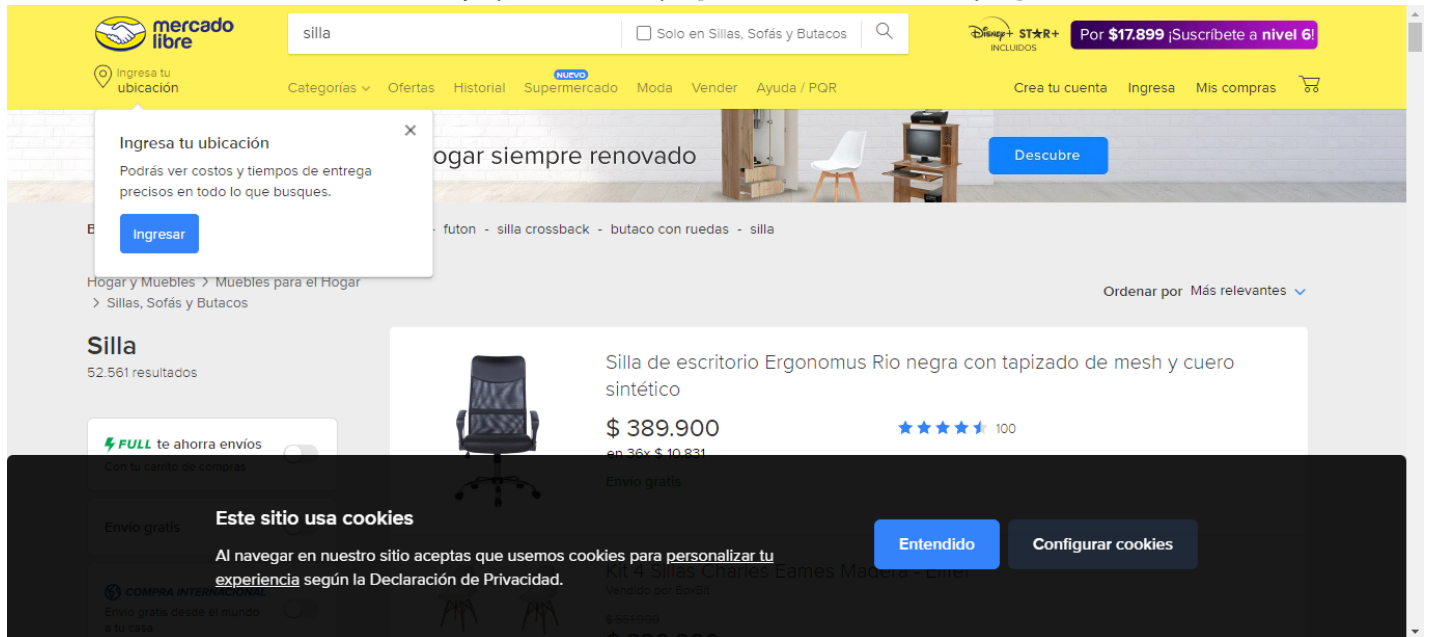 mercado
libre
silla
Solo en Sillas, Sofás y Butacos
Disney+ ST★R+
INCLUIDOS
Por $17.899 ¡Suscríbete a nivel 6!
Ingresa tu
ubicación
Categorías
Ofertas
Historial
NUEVO
Supermercado
Moda
Vender
Ayuda / PQR
Crea tu cuenta
Ingresa
Mis compras
Ingresa tu ubicación
Podrás ver costos y tiempos de entrega
precisos en todo lo que busques.
Ingresar
ogar siempre renovado
Descubre
- futon - silla crossback - butaco con ruedas - silla
Hogar y Muebles > Muebles para el Hogar
> Sillas, Sofás y Butacos
Ordenar por Más relevantes
Silla
52.561 resultados
FULL te ahorra envíos
Con tu carrito de compras
Envío gratis
COMPRA INTERNACIONAL
Envío gratis desde el mundo
a tu casa
Silla de escritorio Ergonomus Rio negra con tapizado de mesh y cuero
sintético
$ 389.900
100
en 36x $ 10.831
Envío gratis
Kit 4 Sillas Charles Eames Madera - Eiffel
Vendido por BoxBit
Este sitio usa cookies
Al navegar en nuestro sitio aceptas que usemos cookies para personalizar tu
experiencia según la Declaración de Privacidad.
Entendido
Configurar cookies